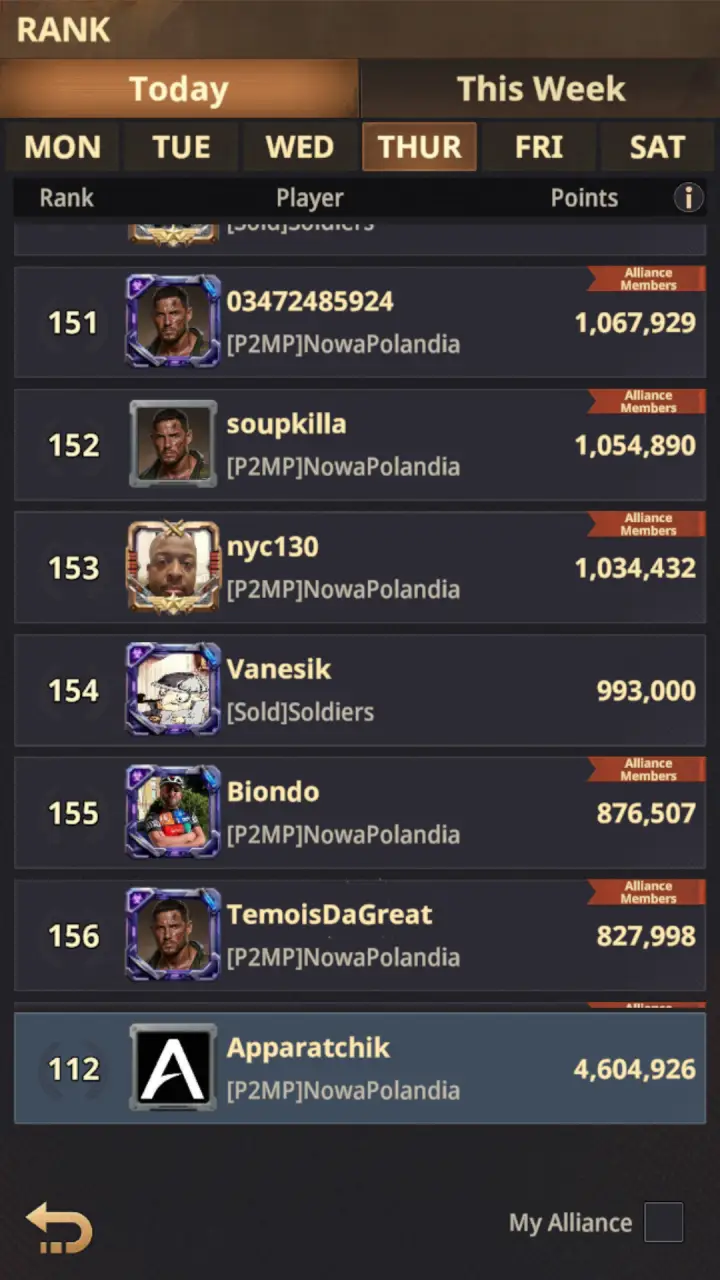 RANK
Today
This Week
MON
TUE
WED
THUR
FRI
SAT
Rank
Player
Points
[Sold]Soldiers
151
03472485924
[P2MP]NowaPolandia
Alliance
Members
1,067,929
152
soupkilla
[P2MP]NowaPolandia
Alliance
Members
1,054,890
153
nyc130
[P2MP]NowaPolandia
Alliance
Members
1,034,432
154
Vanesik
[Sold]Soldiers
993,000
155
Biondo
[P2MP]NowaPolandia
Alliance
Members
876,507
156
TemoisDaGreat
[P2MP]NowaPolandia
Alliance
Members
827,998
Alliance
112
Apparatchik
[P2MP]NowaPolandia
4,604,926
My Alliance